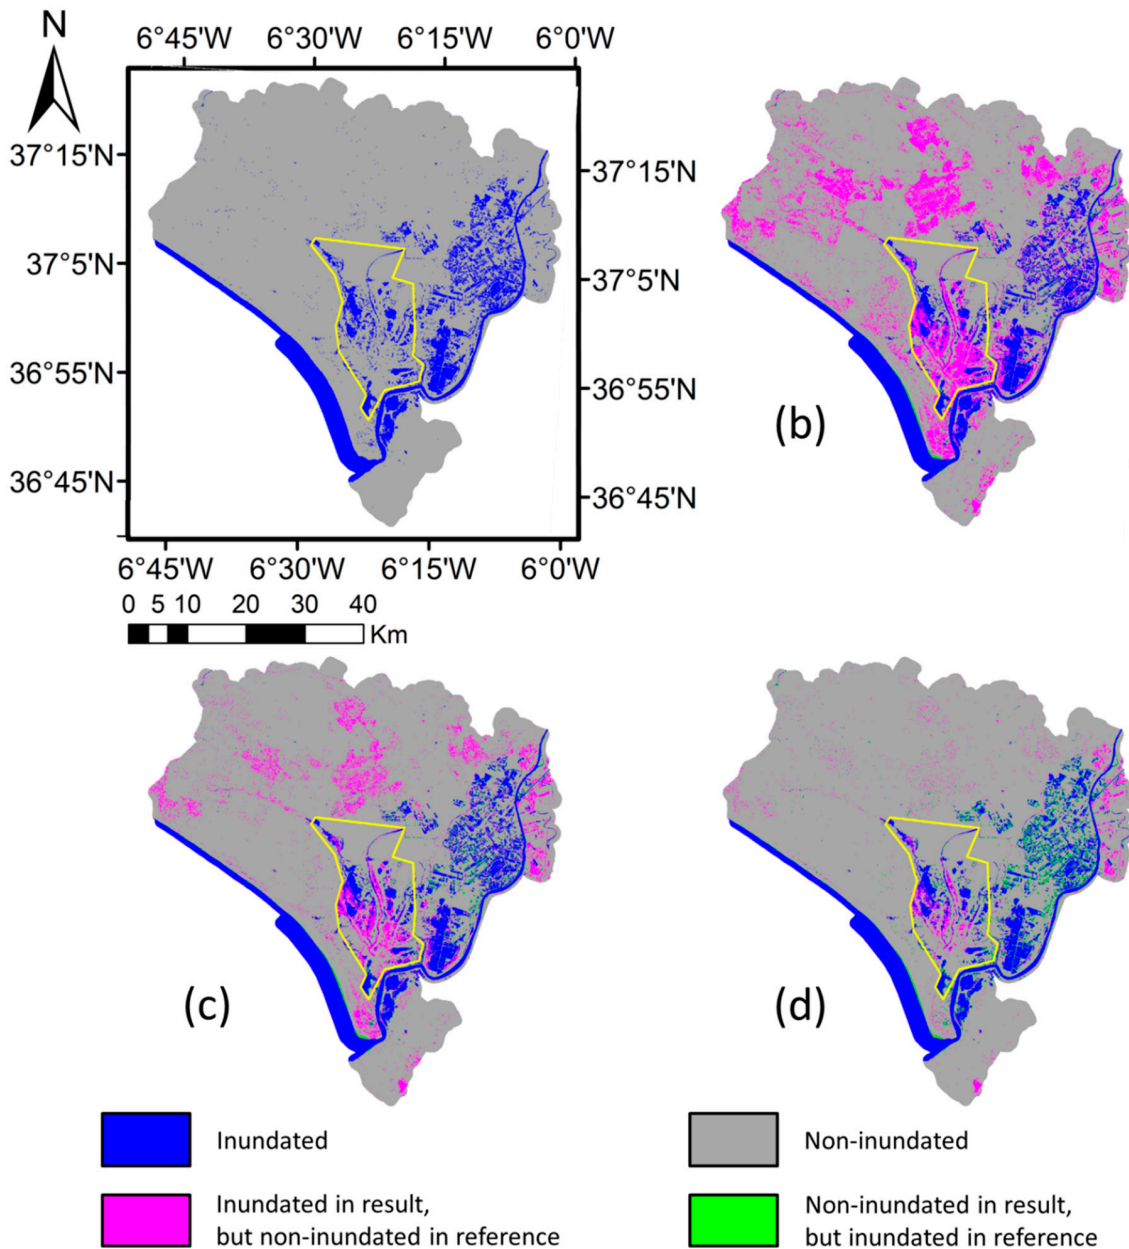 N
6°45'W 6°30'W 6°15'W 6°0'W
37°15'N
37°5'N
36°55'N
36°45'N
37°15'N
37°5'N
36°55'N
36°45'N
6°45'W 6°30'W 6°15'W 6°0'W
0 5 10 20 30 40
Km
(b)
(c)
(d)
Inundated
Non-inundated
Inundated in result,
but non-inundated in reference
Non-inundated in result,
but inundated in reference